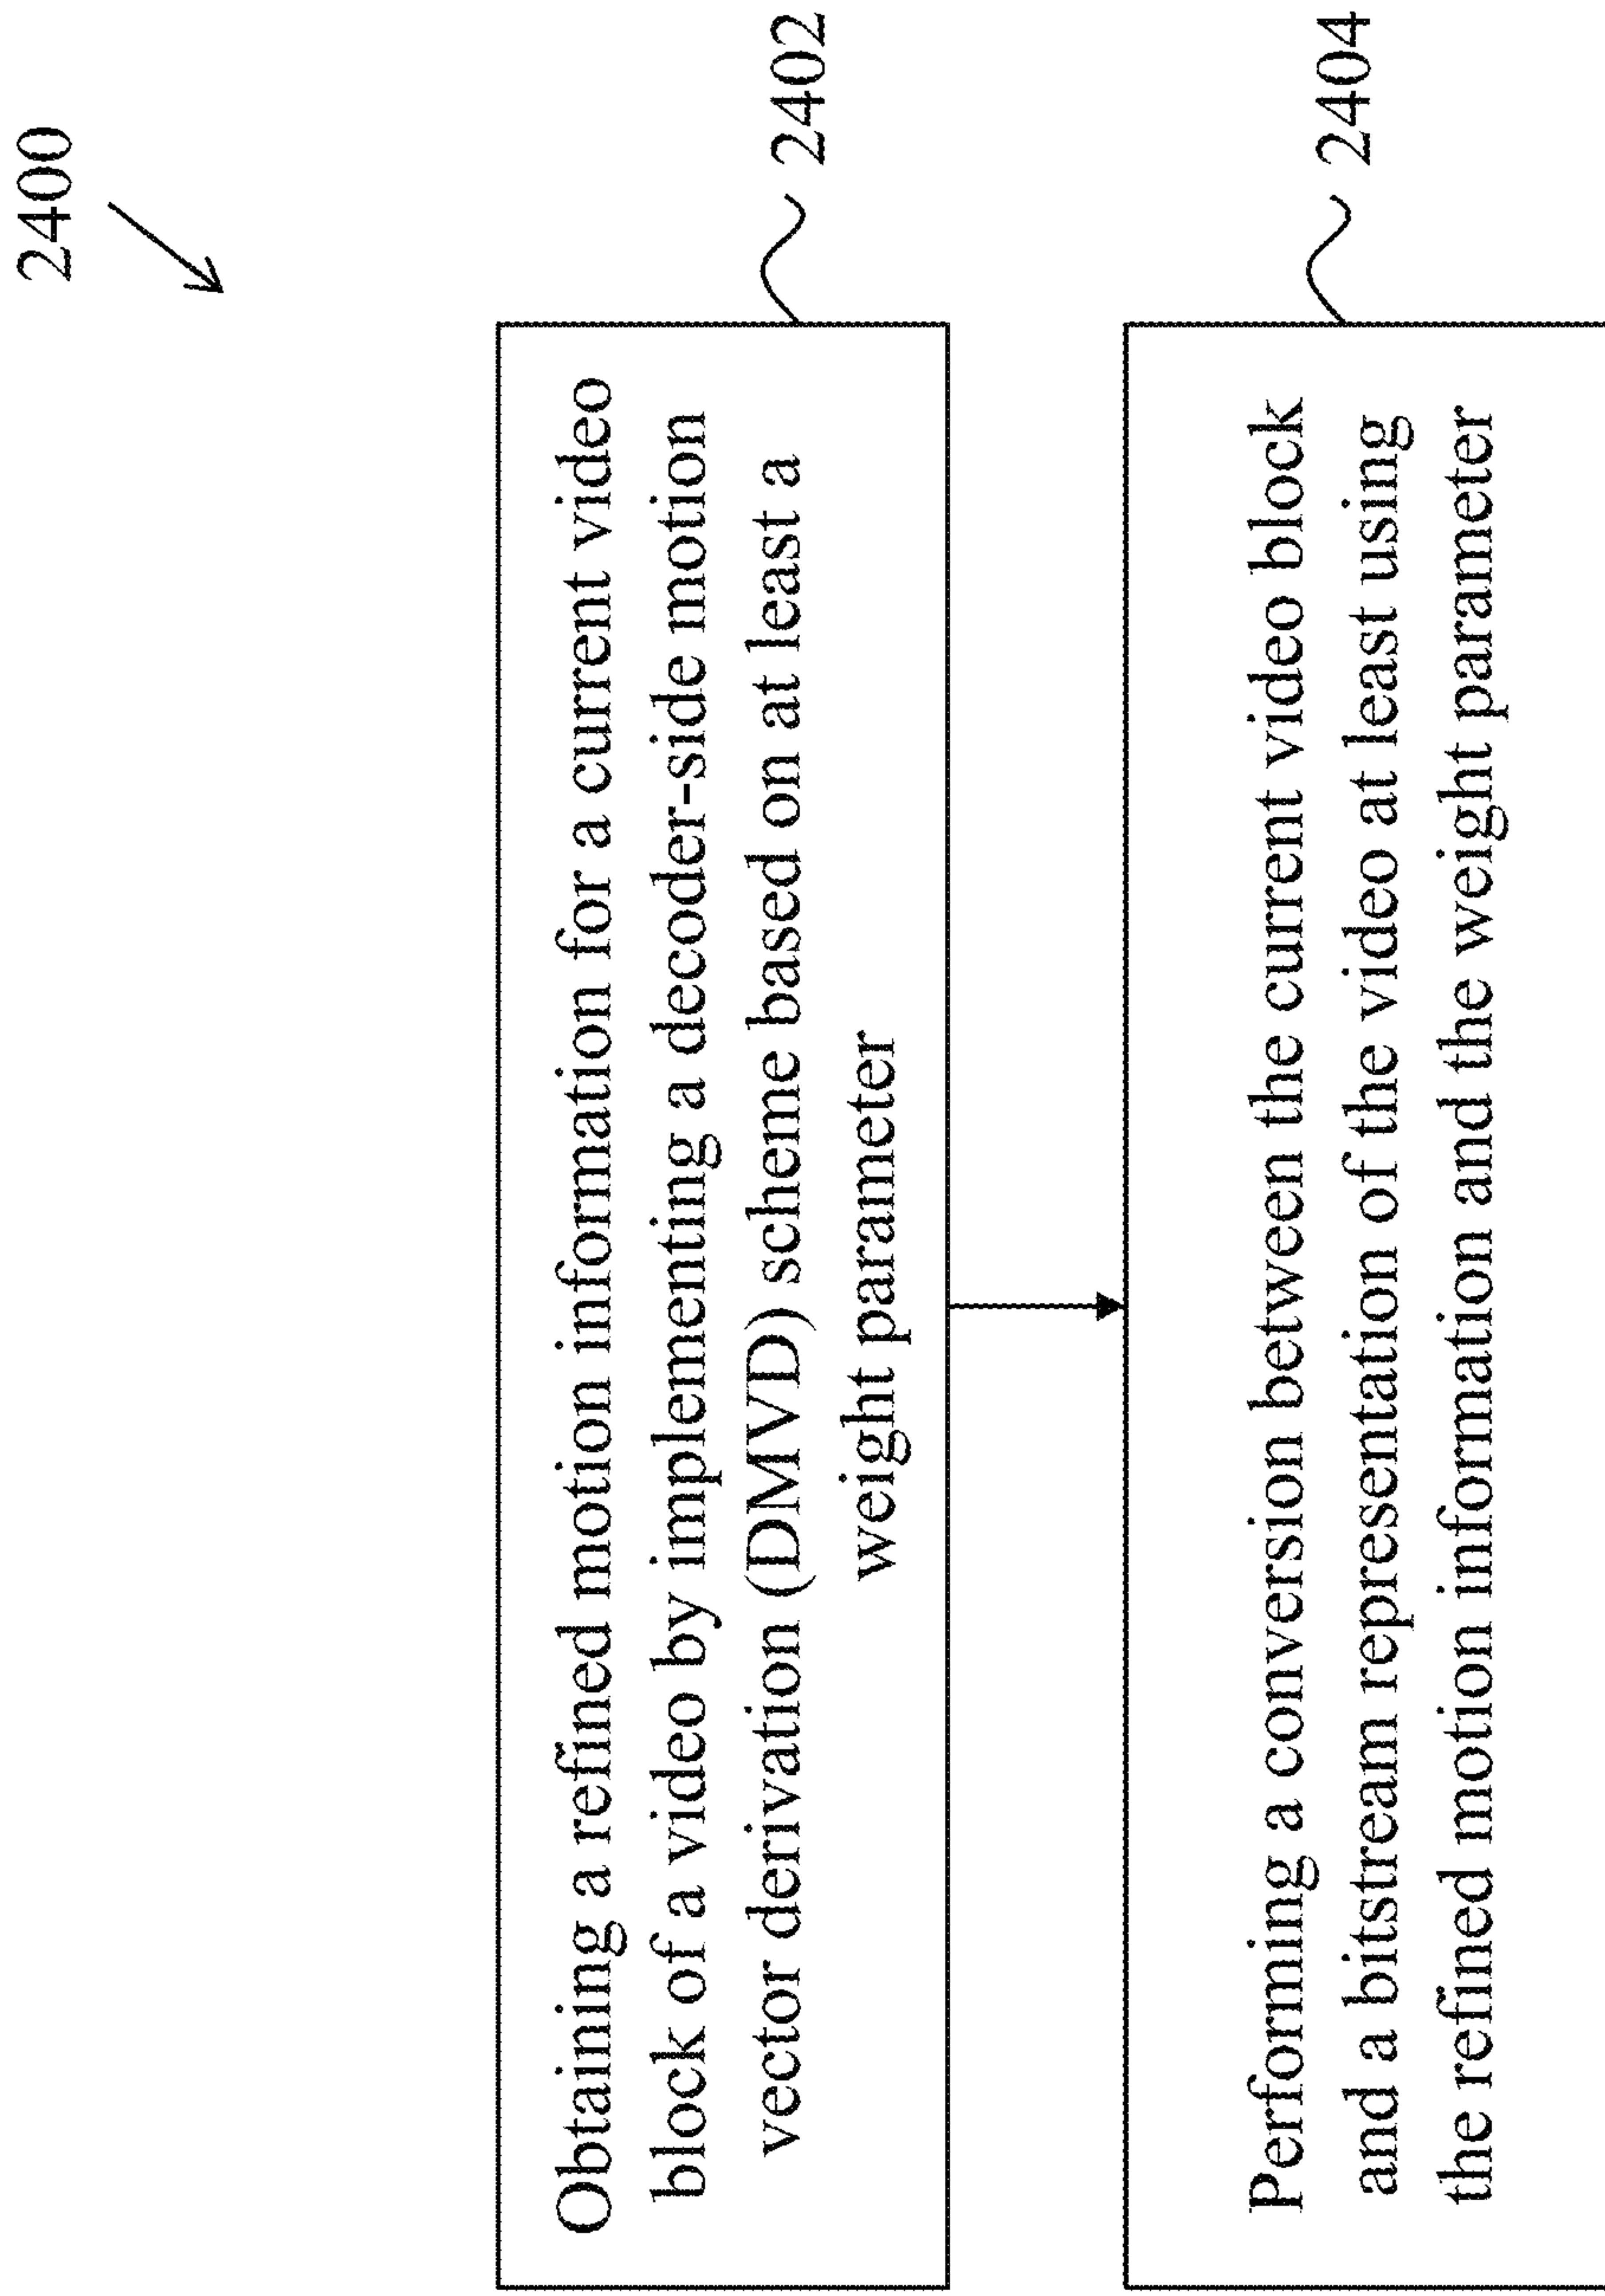 2400
Obtaining a refined motion information for a current video
block of a video by implementing a decoder-side motion
vector derivation (DMVD) scheme based on at least a
weight parameter
2402
Performing a conversion between the current video block
and a bitstream representation of the video at least using
the refined motion information and the weight parameter
2404